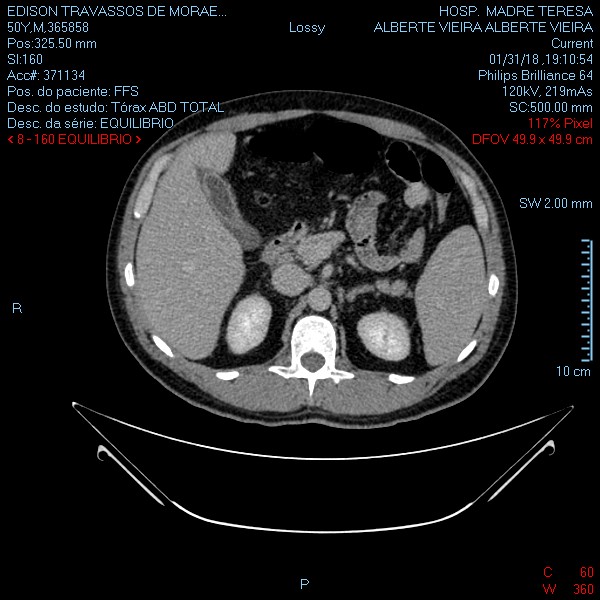 EDISON TRAVASSOS DE MORAE...
50Y,M,365858
Pos:325.50 mm
SI:160
Acc#: 371134
Pos. do paciente: FFS
Desc. do estudo: Tórax ABD TOTAL
Desc. da série: EQUILIBRIO
< 8 - 160 EQUILIBRIO >
Lossy
HOSP. MADRE TERESA
ALBERTE VIEIRA ALBERTE VIEIRA
Current
01/31/18 ,19:10:54
Philips Brilliance 64
120kV, 219mAs
SC:500.00 mm
117% Pixel
DFOV 49.9 x 49.9 cm
SW 2.00 mm
R
10 cm
P
C 60
W 360